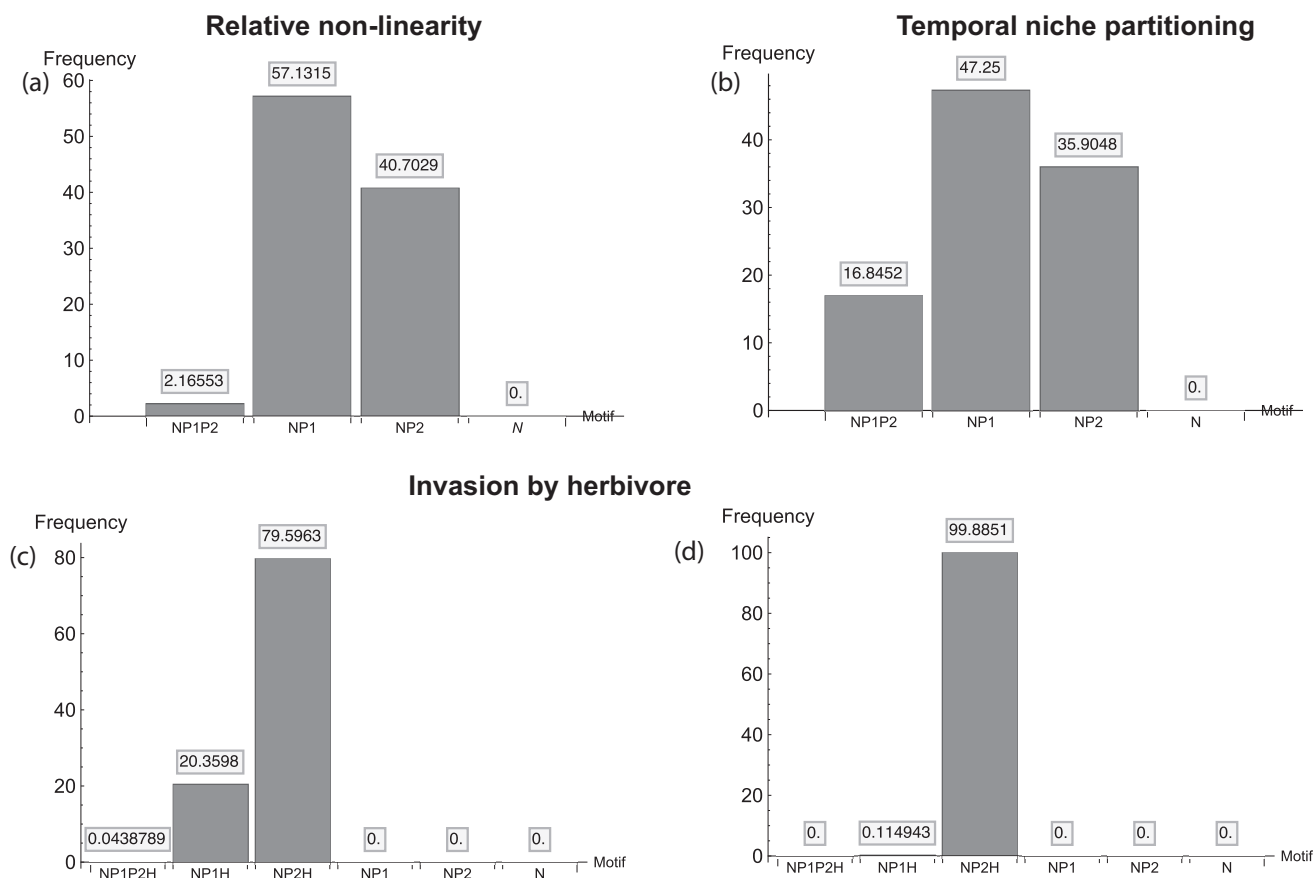 Relative non-linearity
Temporal niche partitioning
(a)
Frequency
60
50
40
30
20
10
0
57.1315
40.7029
2.16553
0.
NP1P2 NP1 NP2 N
Motif
(b)
Frequency
40
30
20
10
0
47.25
35.9048
16.8452
0.
NP1P2 NP1 NP2 N
Motif
Invasion by herbivore
(c)
Frequency
80
60
40
20
0
79.5963
20.3598
0.0438789
0. 0. 0.
NP1P2H NP1H NP2H NP1 NP2 N
Motif
(d)
Frequency
100
80
60
40
20
0
99.8851
0. 0.114943 0. 0. 0.
NP1P2H NP1H NP2H NP1 NP2 N
Motif